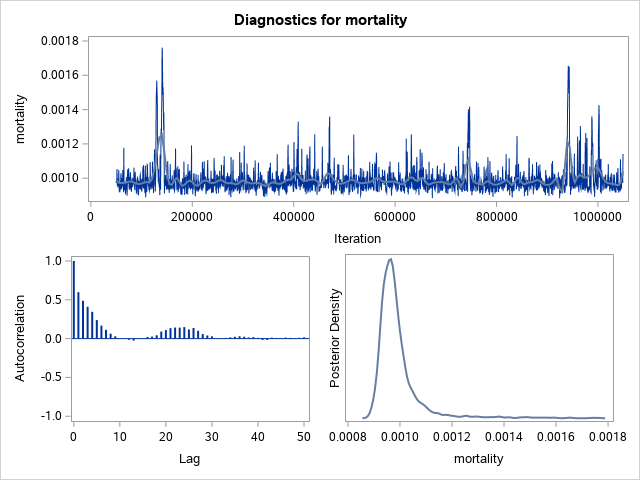 Diagnostics for mortality
mortality
0.0018
0.0016
0.0014
0.0012
0.0010
0 200000 400000 600000 800000 1000000
Iteration
Autocorrelation
1.0
0.5
0.0
-0.5
-1.0
0 10 20 30 40 50
Lag
Posterior Density
0.0008 0.0010 0.0012 0.0014 0.0016 0.0018
mortality